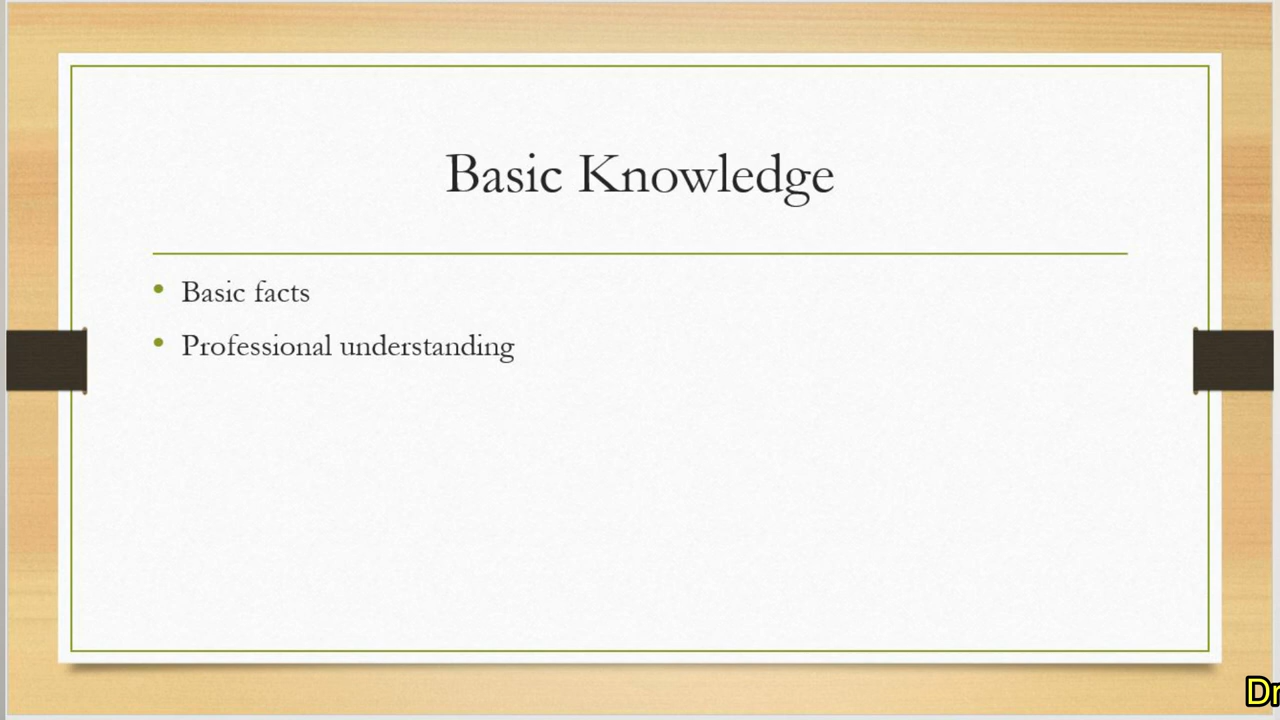 Basic Knowledge
• Basic facts
• Professional understanding